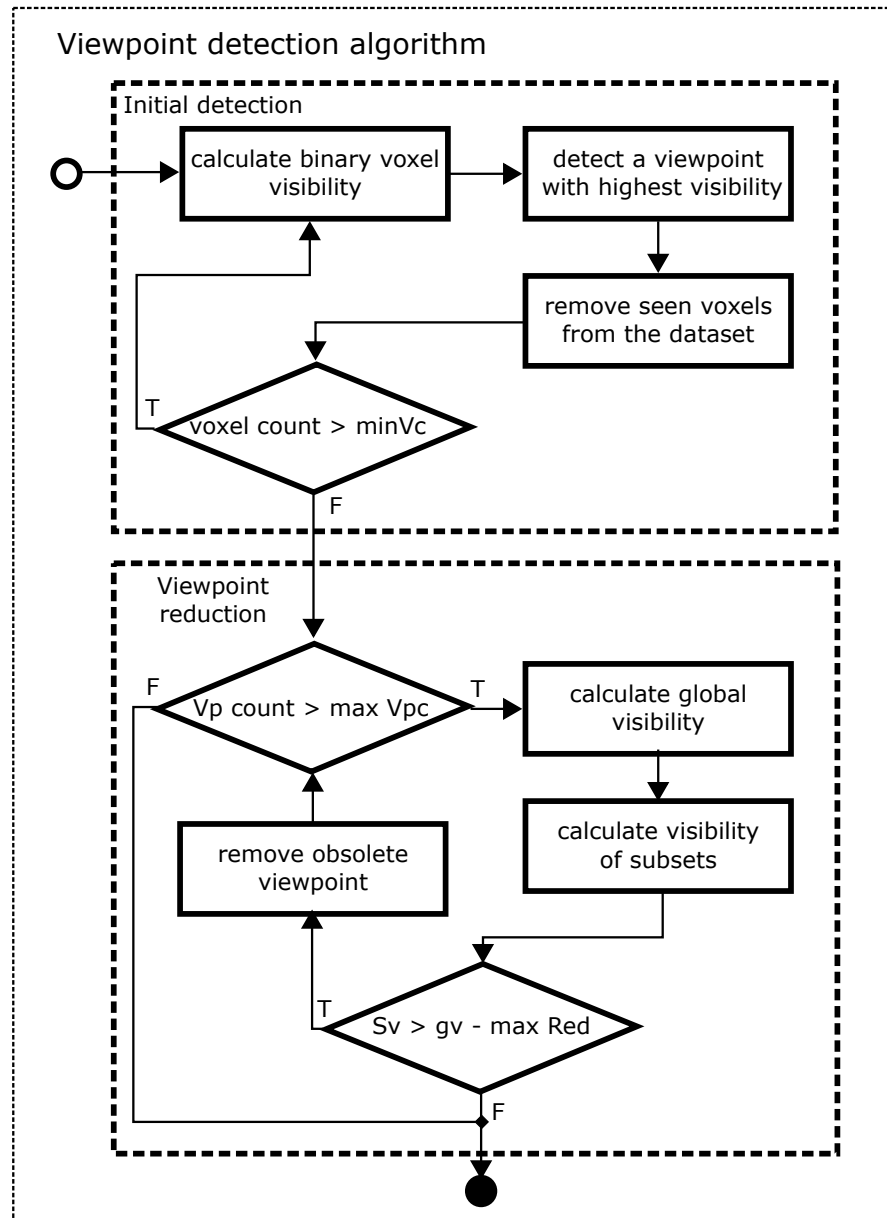 Viewpoint detection algorithm
Initial detection
calculate binary voxel
visibility
detect a viewpoint
with highest visibility
remove seen voxels
from the dataset
T
voxel count > minVc
F
Viewpoint
reduction
F
Vp count > max Vpc
T
calculate global
visibility
calculate visibility
of subsets
remove obsolete
viewpoint
T
Sv > gv - max Red
F